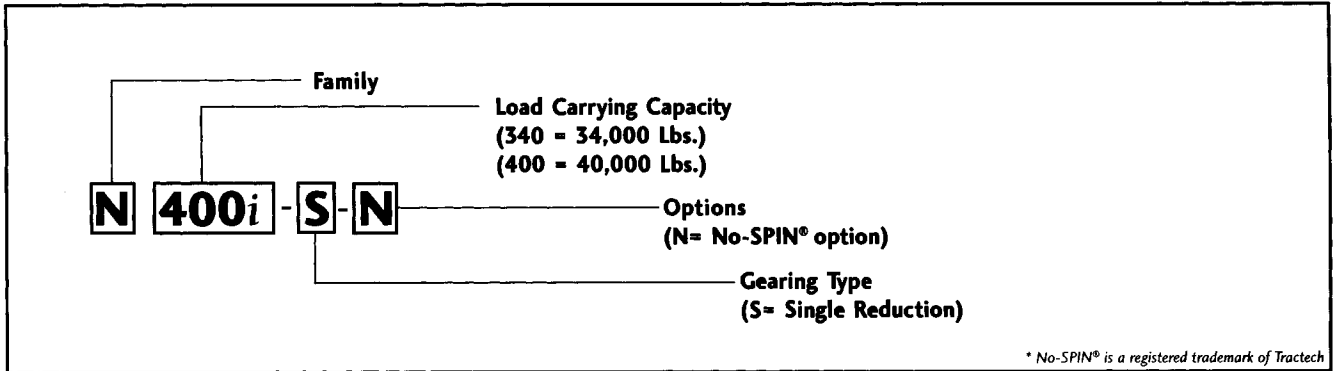 Family
Load Carrying Capacity
(340 = 34,000 Lbs.)
(400 = 40,000 Lbs.)
N 400i - S - N
Options
(N= No-SPIN® option)
Gearing Type
(S= Single Reduction)
* No-SPIN® is a registered trademark of Tractech